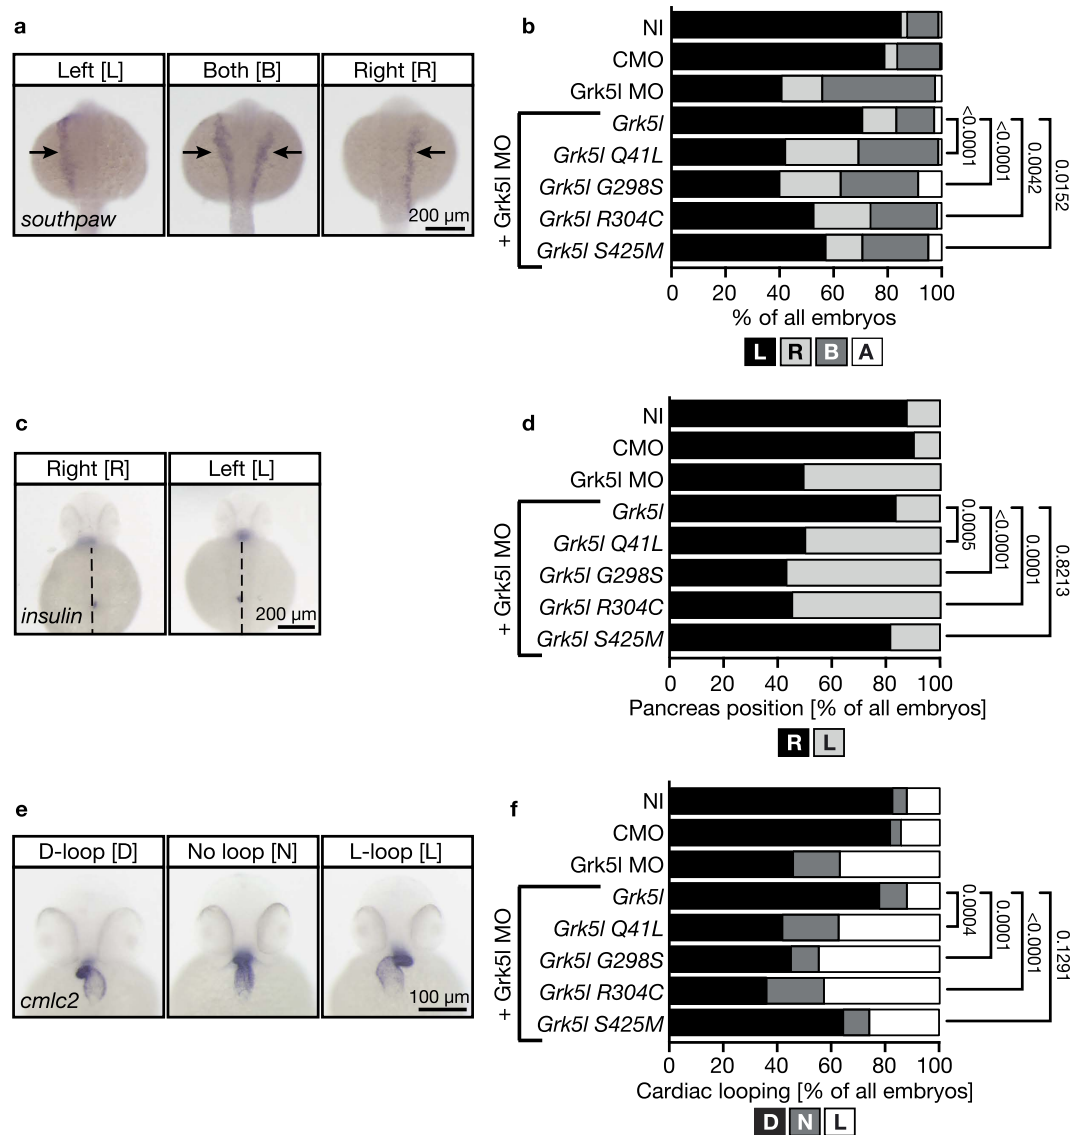 a
Left [L]
Both [B]
Right [R]
southpaw
200 µm
b
NI
CMO
Grk5l MO
Grk5l
Grk5l Q41L
Grk5l G298S
Grk5l R304C
Grk5l S425M
+ Grk5l MO
<0.0001
<0.0001
0.0042
0.0152
0 20 40 60 80 100
% of all embryos
L R B A
c
Right [R]
Left [L]
insulin
200 µm
d
NI
CMO
Grk5l MO
Grk5l
Grk5l Q41L
Grk5l G298S
Grk5l R304C
Grk5l S425M
+ Grk5l MO
0.0005
<0.0001
0.0001
0.8213
0 20 40 60 80 100
Pancreas position [% of all embryos]
R L
e
D-loop [D]
No loop [N]
L-loop [L]
cmlc2
100 µm
f
NI
CMO
Grk5l MO
Grk5l
Grk5l Q41L
Grk5l G298S
Grk5l R304C
Grk5l S425M
+ Grk5l MO
0.0004
0.0001
<0.0001
0.1291
0 20 40 60 80 100
Cardiac looping [% of all embryos]
D N L